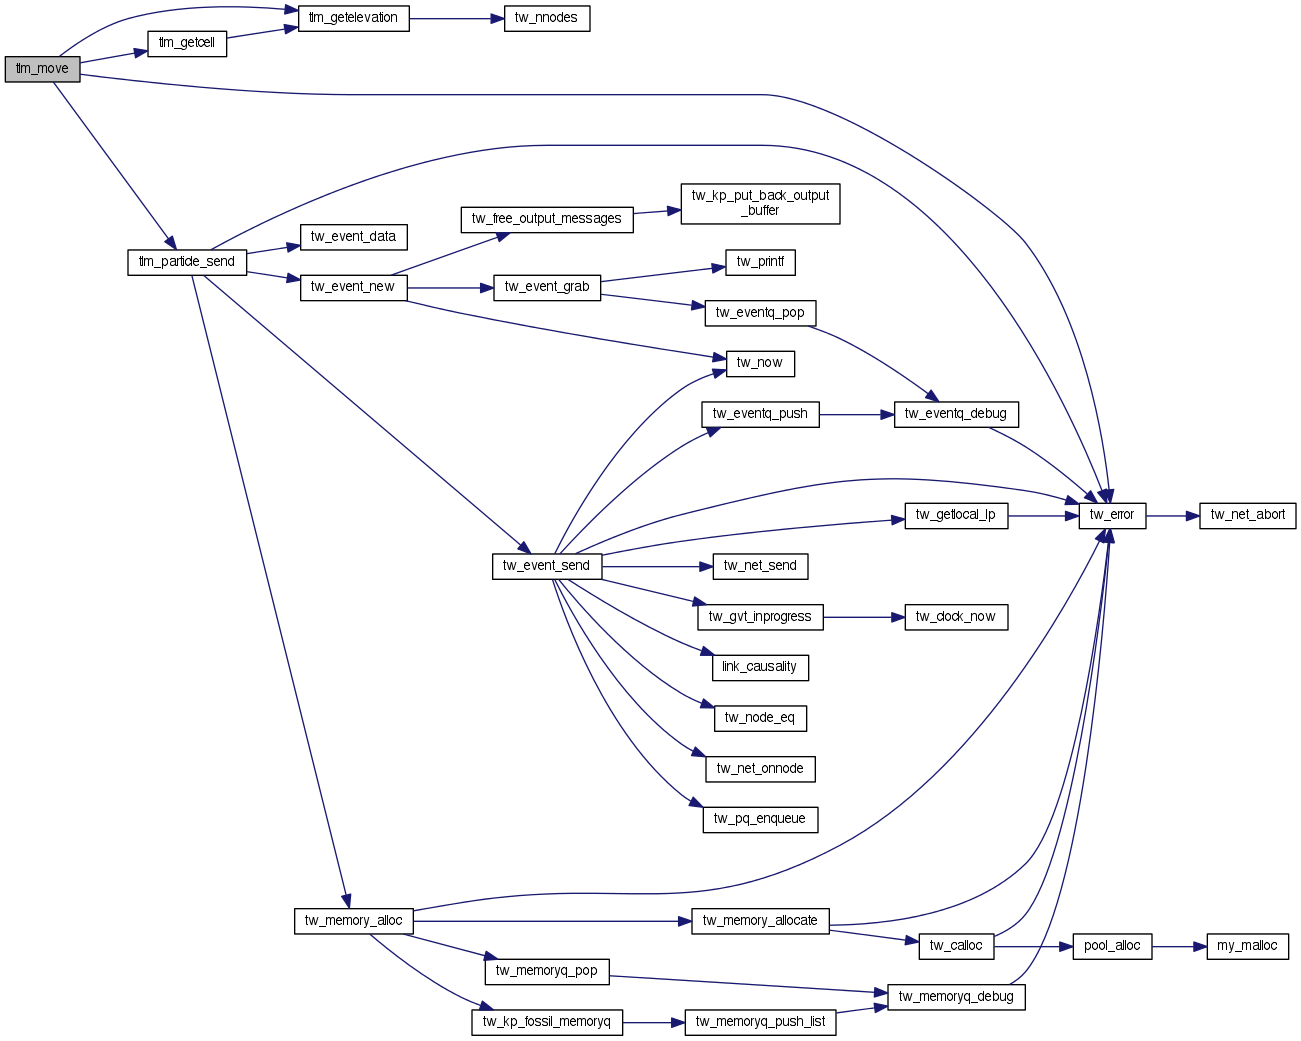 tlm_getelevation
tw_nnodes
tlm_getcell
tlm_move
tw_kp_put_back_output
_buffer
tw_free_output_messages
tw_event_data
tlm_particle_send
tw_printf
tw_event_new
tw_event_grab
tw_eventq_pop
tw_now
tw_eventq_push
tw_eventq_debug
tw_getlocal_lp
tw_error
tw_net_abort
tw_event_send
tw_net_send
tw_gvt_inprogress
tw_clock_now
link_causality
tw_node_eq
tw_net_onnode
tw_pq_enqueue
tw_memory_alloc
tw_memory_allocate
tw_calloc
pool_alloc
my_malloc
tw_memoryq_pop
tw_memoryq_debug
tw_kp_fossil_memoryq
tw_memoryq_push_list